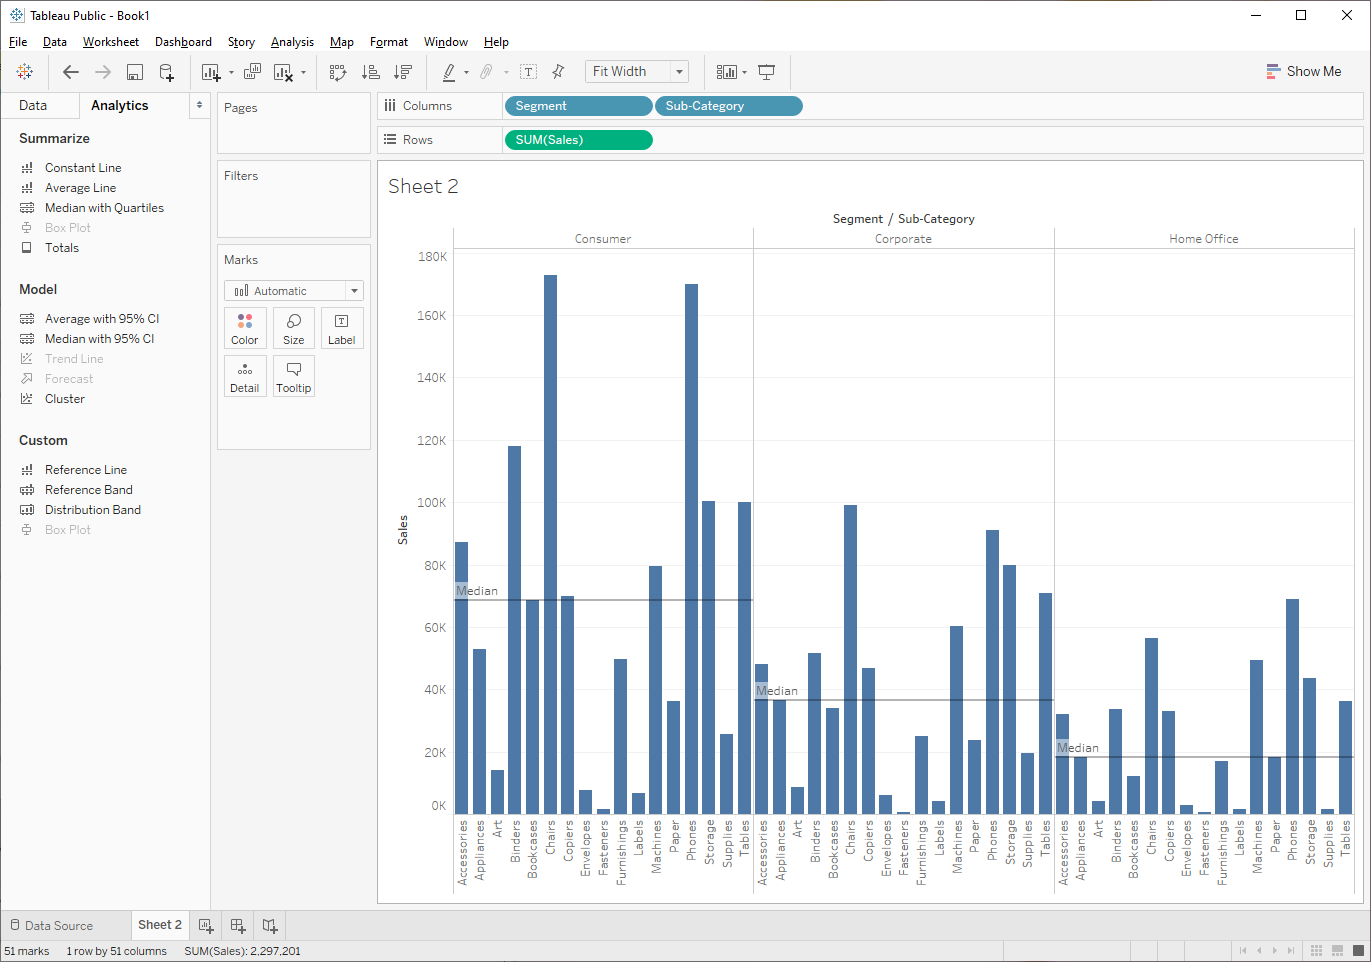 Tableau Public - Book1
File Data Worksheet Dashboard Story Analysis Map Format Window Help
T Fit Width Show Me
Data Analytics
Pages
Columns Segment Sub-Category
Rows SUM(Sales)
Summarize
Constant Line
Average Line
Median with Quartiles
Box Plot
Totals
Model
Average with 95% CI
Median with 95% CI
Trend Line
Forecast
Cluster
Custom
Reference Line
Reference Band
Distribution Band
Box Plot
Filters
Marks
Automatic
Color Size T Label
Detail Tooltip
Sheet 2
Segment / Sub-Category
Consumer Corporate Home Office
180K
160K
140K
120K
100K
80K
60K
40K
20K
0K
Sales
Median
Median
Median
Accessories Appliances Art Binders Bookcases Chairs Copiers Envelopes Fasteners Furnishings Labels Machines Paper Phones Storage Supplies Tables
Accessories Appliances Art Binders Bookcases Chairs Copiers Envelopes Fasteners Furnishings Labels Machines Paper Phones Storage Supplies Tables
Accessories Appliances Art Binders Bookcases Chairs Copiers Envelopes Fasteners Furnishings Labels Machines Paper Phones Storage Supplies Tables
Data Source Sheet 2
51 marks 1 row by 51 columns SUM(Sales): 2,297,201